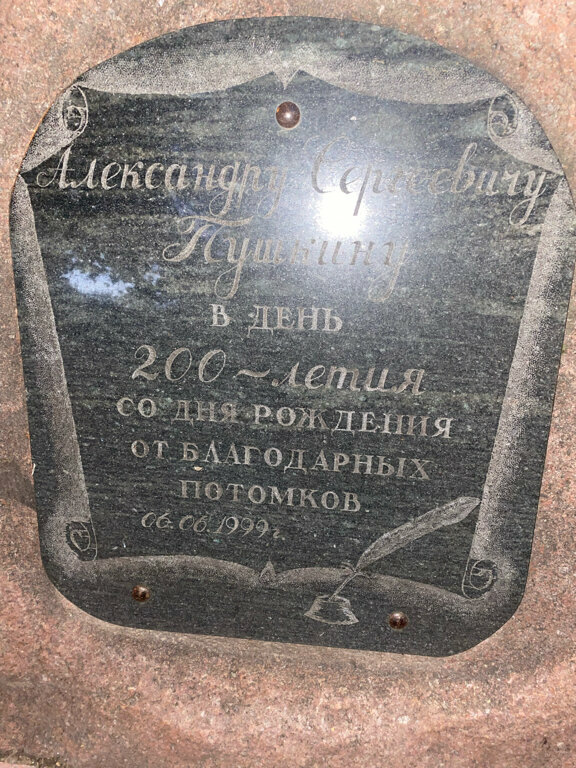 Александру Сергеевичу
Пушкину
В ДЕНЬ
200-летия
СО ДНЯ РОЖДЕНИЯ
ОТ БЛАГОДАРНЫХ
ПОТОМКОВ
06.06.1999г.